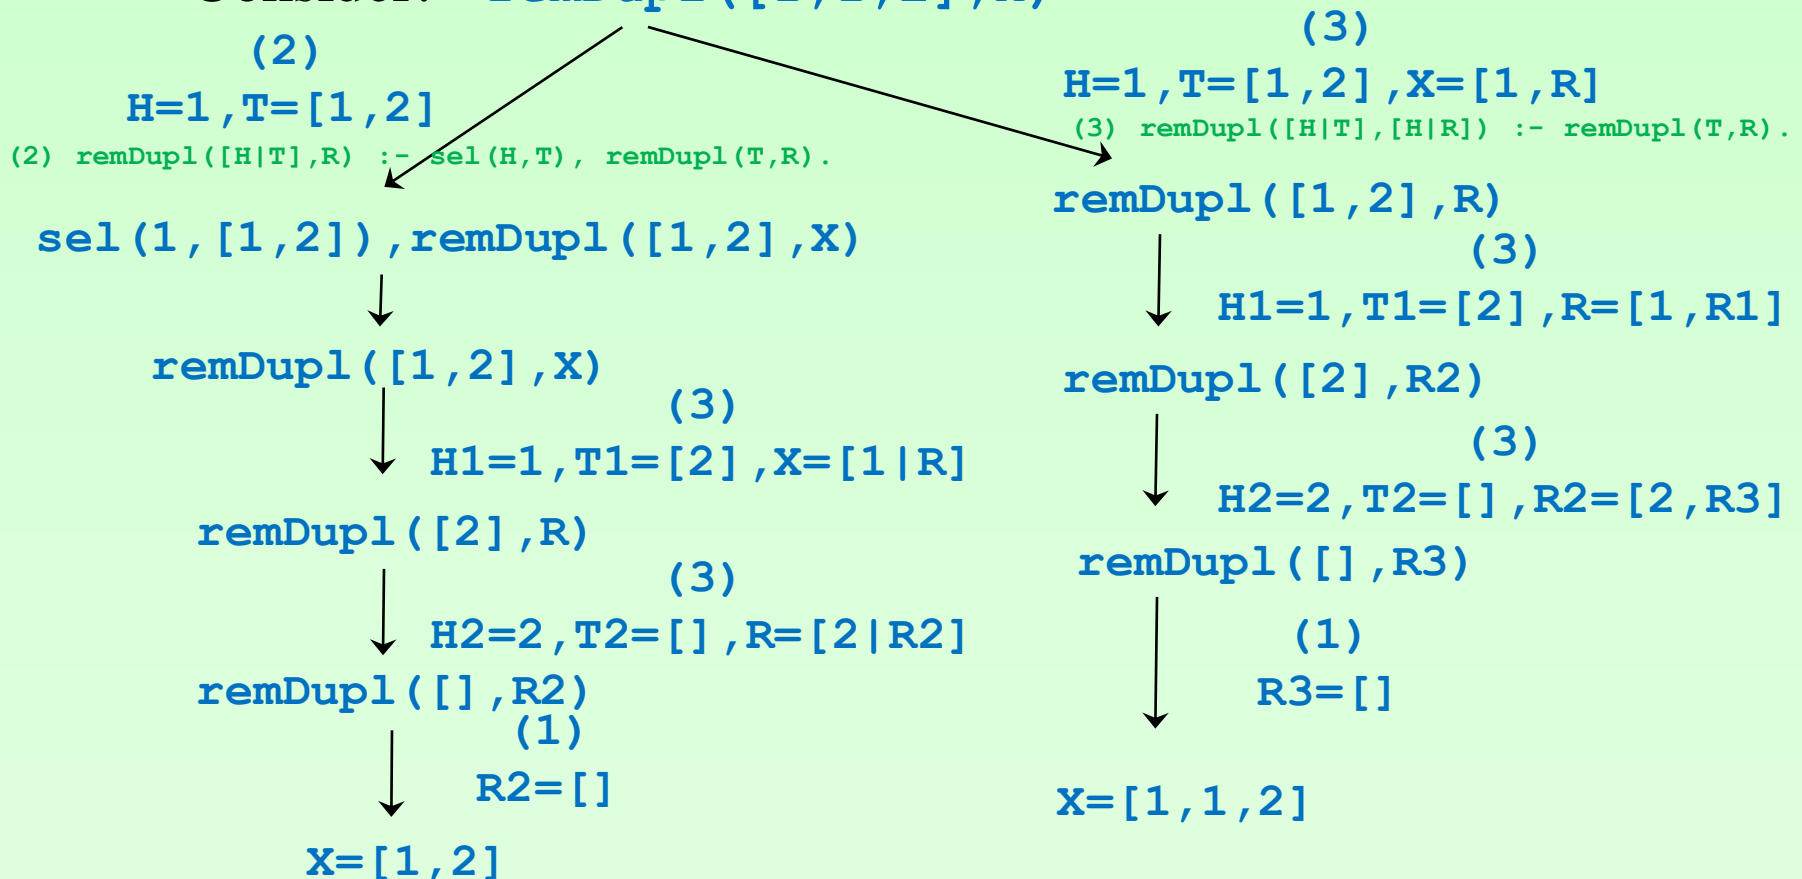 (2)
H=1,T=[1,2]
(2) remDupl([H|T],R) :- sel(H,T), remDupl(T,R).
sel(1,[1,2]),remDupl([1,2],X)
remDupl([1,2],X)
(3)
H1=1,T1=[2],X=[1|R]
remDupl([2],R)
(3)
H2=2,T2=[],R=[2|R2]
remDupl([],R2)
(1)
R2=[]
X=[1,2]
(3)
H=1,T=[1,2],X=[1,R]
(3) remDupl([H|T],[H|R]) :- remDupl(T,R).
remDupl([1,2],R)
(3)
H1=1,T1=[2],R=[1,R1]
remDupl([2],R2)
(3)
H2=2,T2=[],R2=[2,R3]
remDupl([],R3)
(1)
R3=[]
X=[1,1,2]